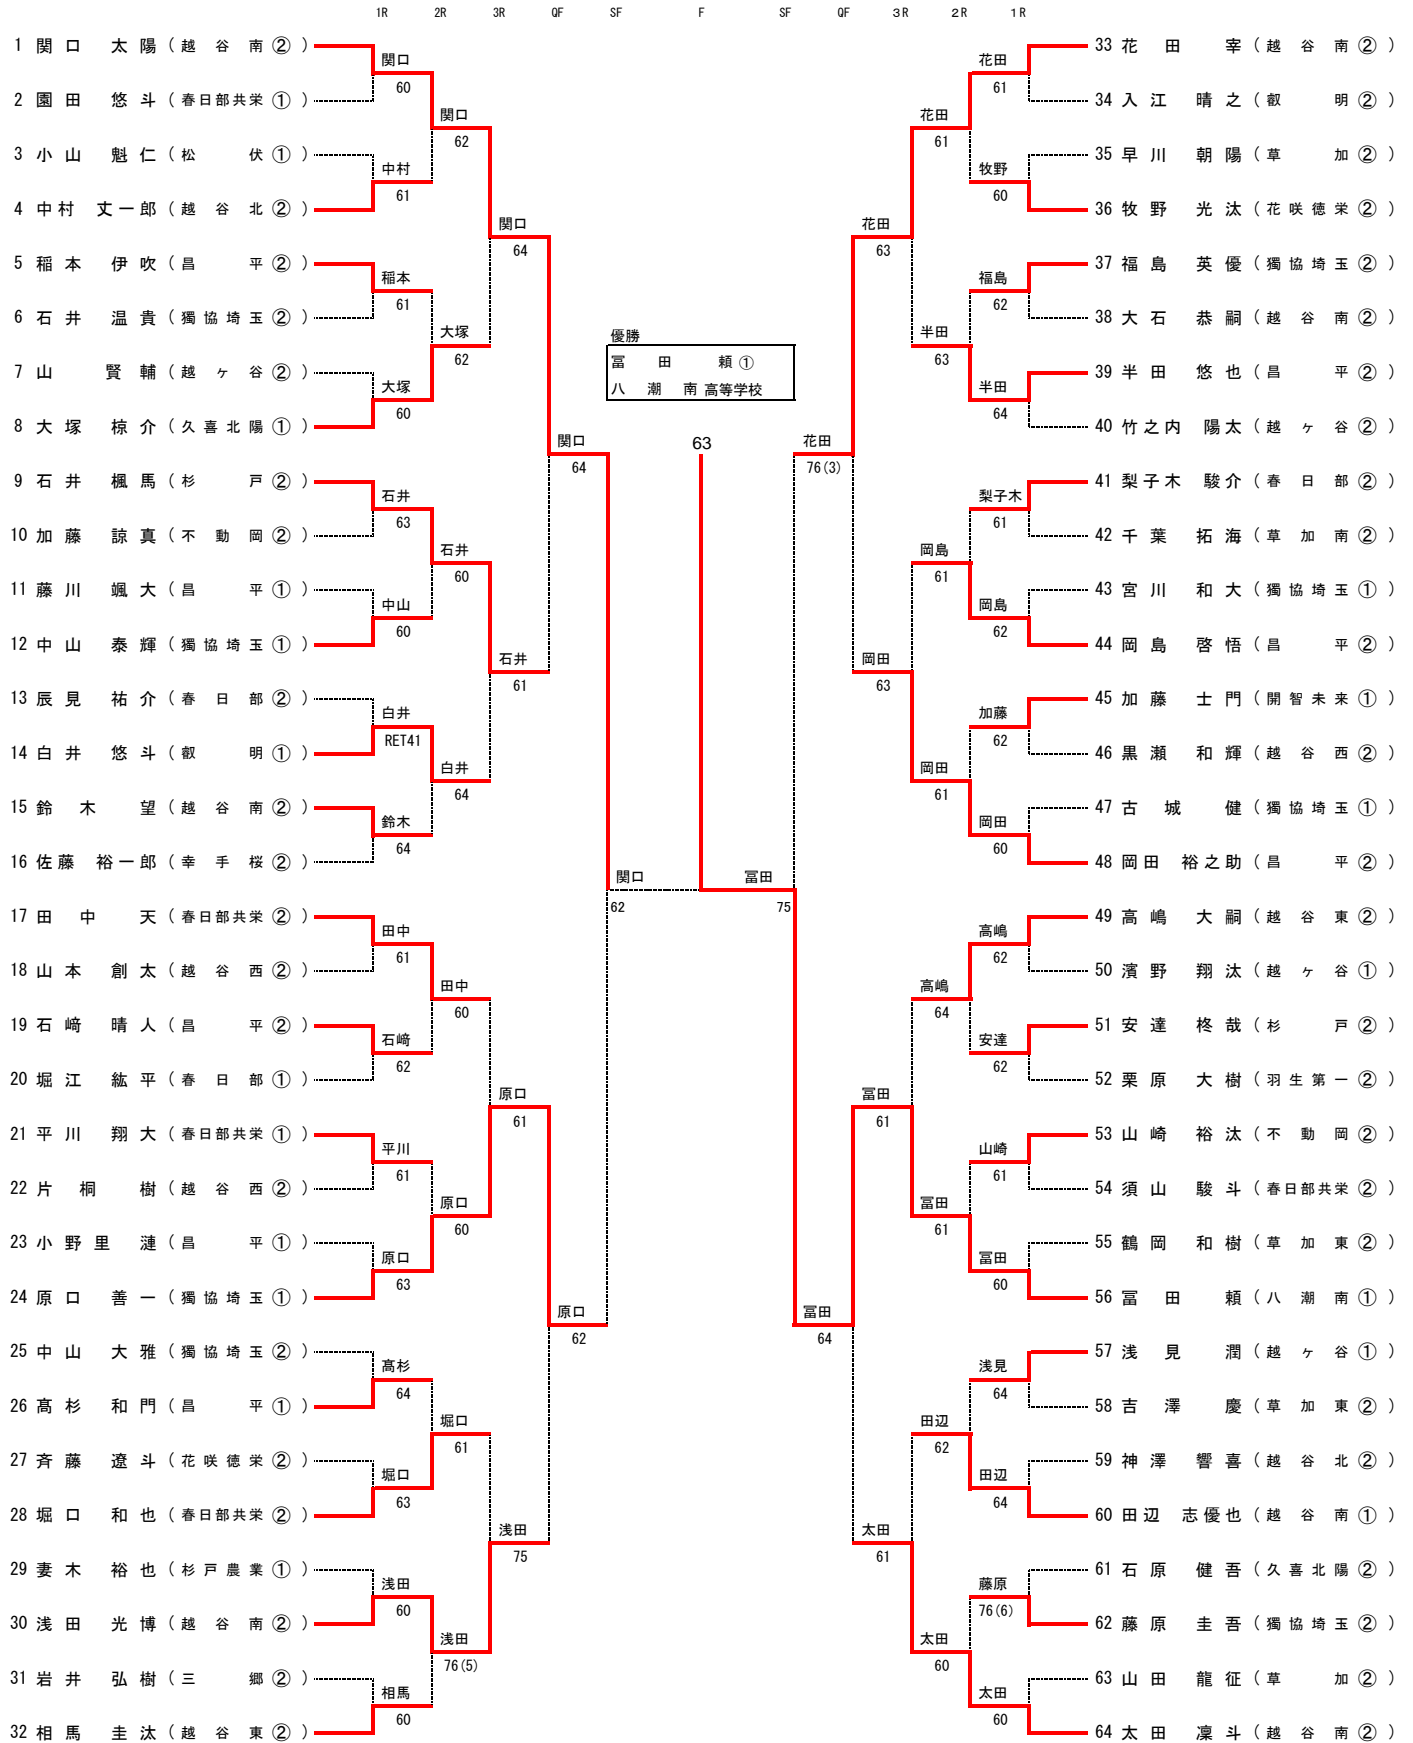 1R 2R 3R QF SF F SF QF 3R 2R 1R
1 関口 太陽 (越谷南 ②)
2 園田 悠斗 (春日部共栄 ①)
3 小山 魁仁 (松伏 ①)
4 中村 丈一郎 (越谷北 ②)
5 稲本 伊吹 (昌平 ②)
6 石井 温貴 (獨協埼玉 ②)
7 山 賢輔 (越ヶ谷 ②)
8 大塚 椋介 (久喜北陽 ①)
9 石井 楓馬 (杉戸 ②)
10 加藤 諒真 (不動岡 ②)
11 藤川 颯大 (昌平 ①)
12 中山 泰輝 (獨協埼玉 ①)
13 辰見 祐介 (春日部 ②)
14 白井 悠斗 (叡明 ①)
15 鈴木 望 (越谷南 ②)
16 佐藤 裕一郎 (幸手桜 ②)
17 田中 天 (春日部共栄 ②)
18 山本 創太 (越谷西 ②)
19 石﨑 晴人 (昌平 ②)
20 堀江 紘平 (春日部 ①)
21 平川 翔大 (春日部共栄 ①)
22 片桐 樹 (越谷西 ②)
23 小野里 漣 (昌平 ①)
24 原口 善一 (獨協埼玉 ①)
25 中山 大雅 (獨協埼玉 ②)
26 髙杉 和門 (昌平 ①)
27 斉藤 遼斗 (花咲徳栄 ②)
28 堀口 和也 (春日部共栄 ②)
29 妻木 裕也 (杉戸農業 ①)
30 浅田 光博 (越谷南 ②)
31 岩井 弘樹 (三郷 ②)
32 相馬 圭汰 (越谷東 ②)
関口
60
中村
61
稲本
61
大塚
60
石井
63
中山
60
白井
RET41
鈴木
64
田中
61
石﨑
62
平川
61
原口
63
髙杉
64
堀口
63
浅田
60
相馬
60
関口
62
大塚
62
石井
60
白井
64
田中
60
原口
60
堀口
61
浅田
76(5)
関口
64
石井
61
原口
61
浅田
75
関口
64
原口
62
関口
62
優勝
冨田 頼 ①
八潮南 高等学校
63
冨田
75
花田
76(3)
冨田
64
花田
63
岡田
63
冨田
61
太田
61
花田
61
半田
63
岡島
61
岡田
61
高嶋
64
冨田
61
田辺
62
太田
60
花田
61
牧野
60
福島
62
半田
64
梨子木
61
岡島
62
加藤
62
岡田
60
高嶋
62
安達
62
山崎
61
冨田
60
浅見
64
田辺
64
藤原
76(6)
太田
60
33 花田 宰 (越谷南 ②)
34 入江 晴之 (叡明 ②)
35 早川 朝陽 (草加 ②)
36 牧野 光汰 (花咲徳栄 ②)
37 福島 英優 (獨協埼玉 ②)
38 大石 恭嗣 (越谷南 ②)
39 半田 悠也 (昌平 ②)
40 竹之内 陽太 (越ヶ谷 ②)
41 梨子木 駿介 (春日部 ②)
42 千葉 拓海 (草加南 ②)
43 宮川 和大 (獨協埼玉 ①)
44 岡島 啓悟 (昌平 ②)
45 加藤 士門 (開智未来 ①)
46 黒瀬 和輝 (越谷西 ②)
47 古城 健 (獨協埼玉 ①)
48 岡田 裕之助 (昌平 ②)
49 高嶋 大嗣 (越谷東 ②)
50 濱野 翔汰 (越ヶ谷 ①)
51 安達 柊哉 (杉戸 ②)
52 栗原 大樹 (羽生第一 ②)
53 山崎 裕汰 (不動岡 ②)
54 須山 駿斗 (春日部共栄 ②)
55 鶴岡 和樹 (草加東 ②)
56 冨田 頼 (八潮南 ①)
57 浅見 潤 (越ヶ谷 ①)
58 吉澤 慶 (草加東 ②)
59 神澤 響喜 (越谷北 ②)
60 田辺 志優也 (越谷南 ①)
61 石原 健吾 (久喜北陽 ②)
62 藤原 圭吾 (獨協埼玉 ②)
63 山田 龍征 (草加 ②)
64 太田 凜斗 (越谷南 ②)